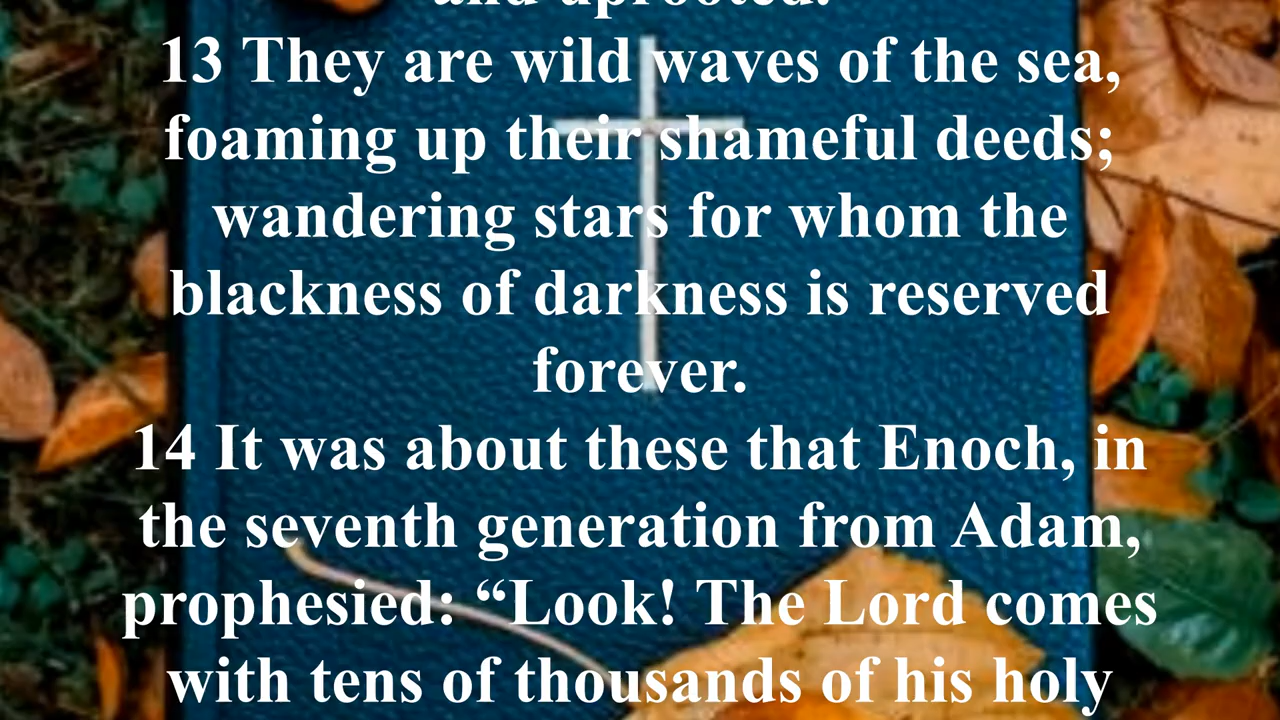 and uprooted.
13 They are wild waves of the sea,
foaming up their shameful deeds;
wandering stars for whom the
blackness of darkness is reserved
forever.
14 It was about these that Enoch, in
the seventh generation from Adam,
prophesied: “Look! The Lord comes
with tens of thousands of his holy